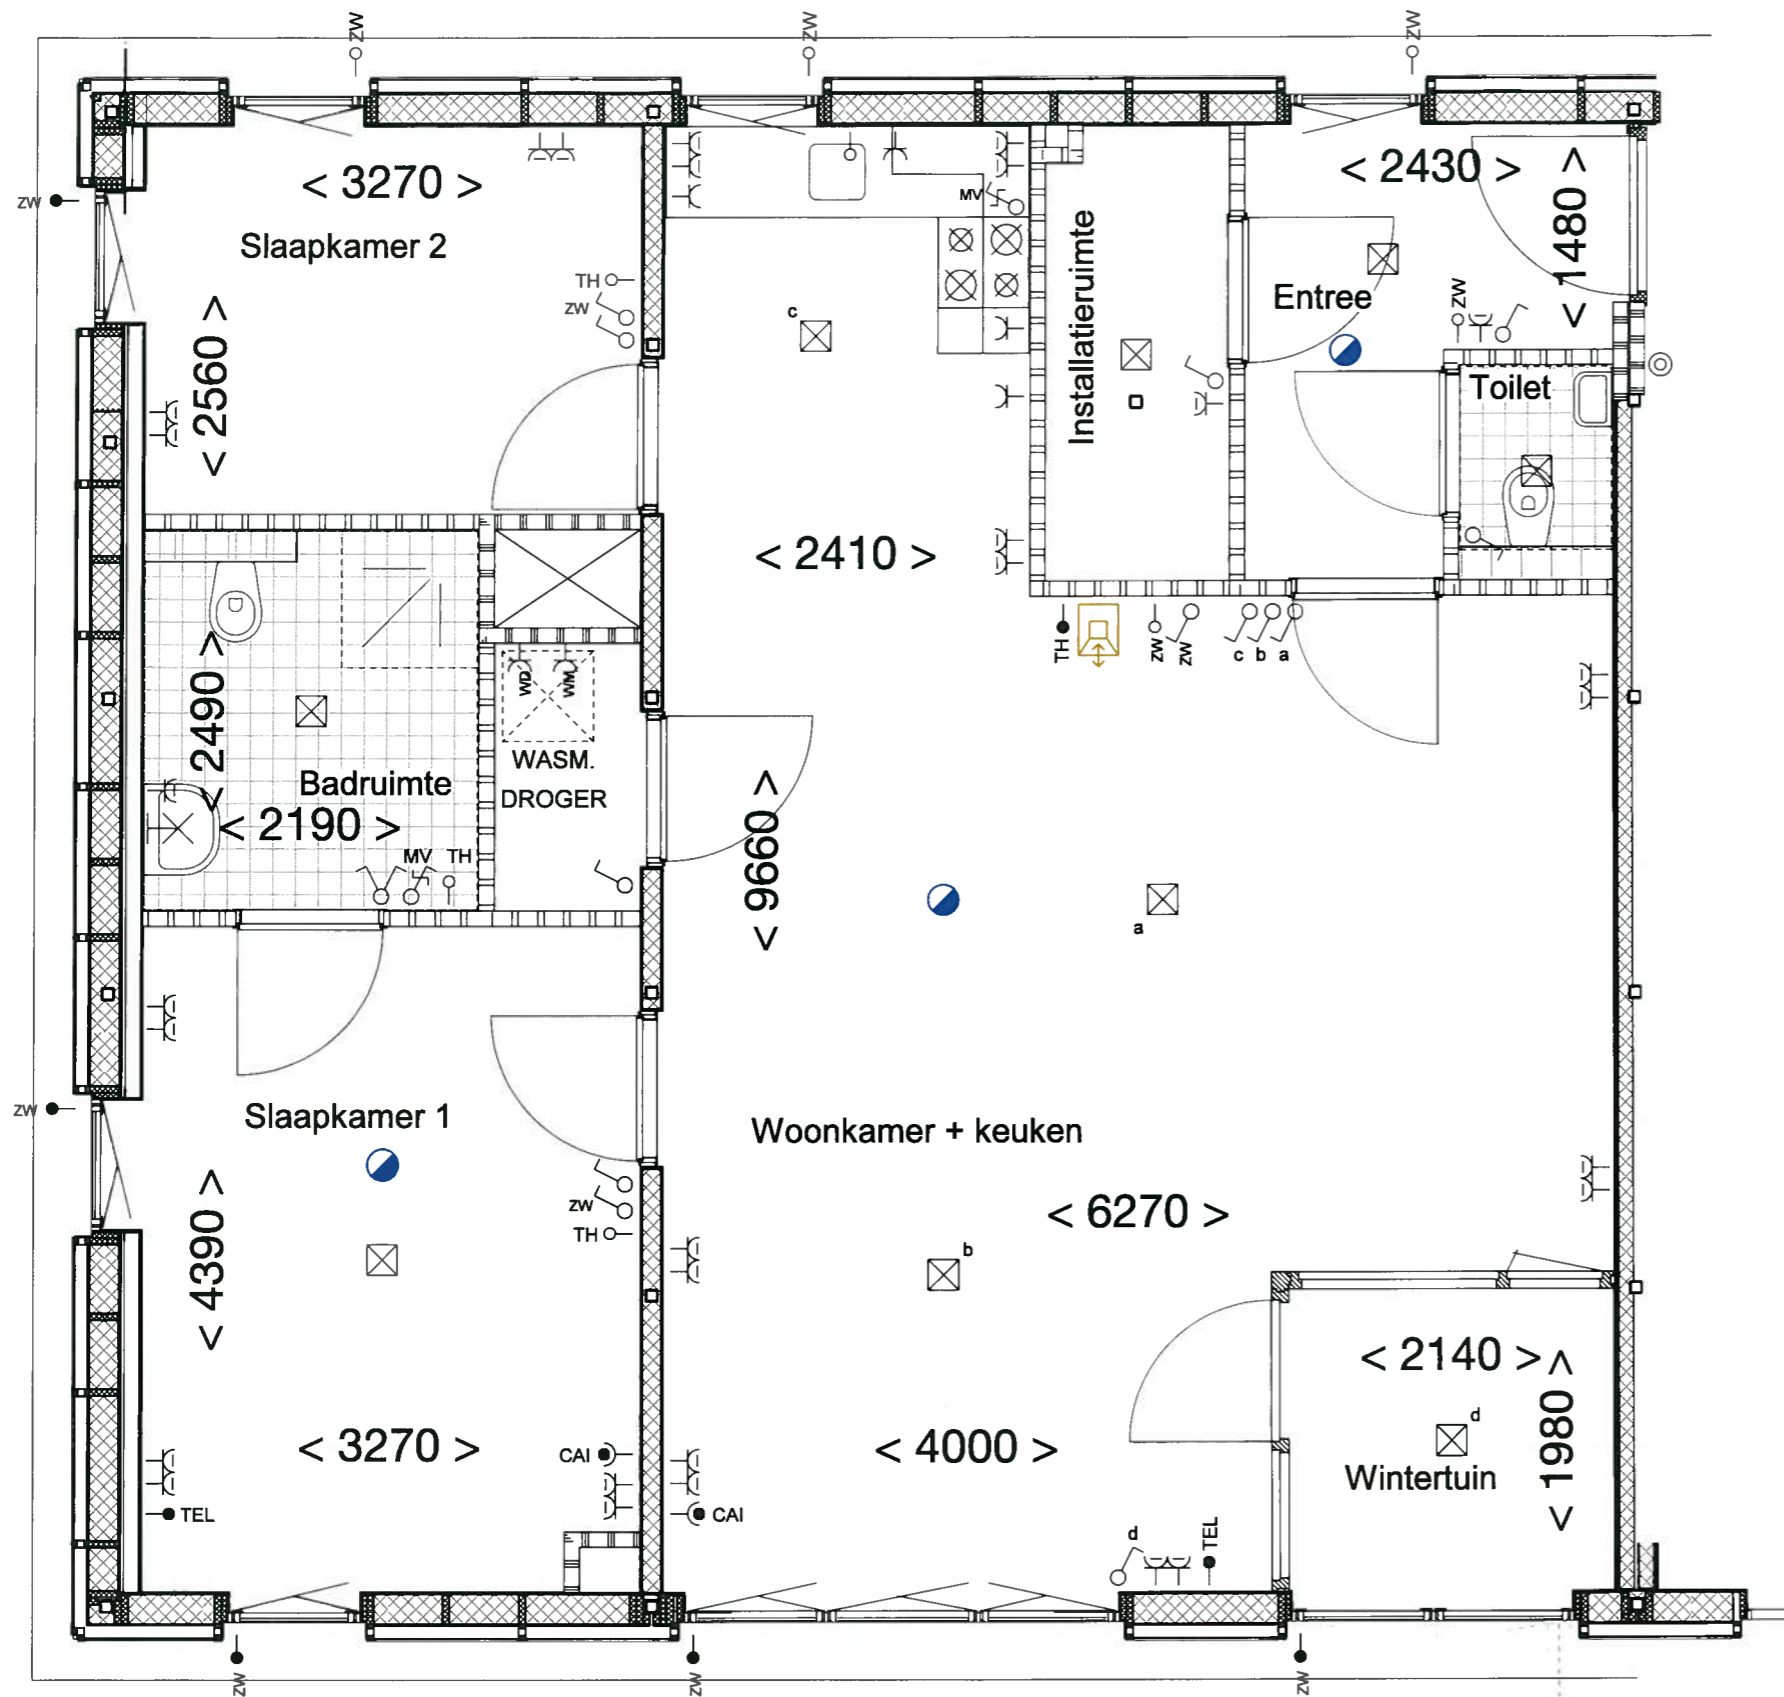 ZW
ZW
ZW
< 3270 >
< 2430 >
< 1480 >
ZW
MV
Slaapkamer 2
Installatieruimte
TH
ZW
Entree
ZW
< 2560 >
c
Toilet
< 2410 >
TH
ZW
ZW
c b a
< 2490 >
WD
WM
WASM.
DROGER
Badruimte
< 2190 >
MV TH
< 9660 >
a
ZW
Slaapkamer 1
Woonkamer + keuken
ZW
TH
< 4390 >
< 6270 >
b
< 2140 >
< 3270 >
< 4000 >
CAI
d
Wintertuin
< 1980 >
TEL
CAI
d
TEL
ZW
ZW
ZW